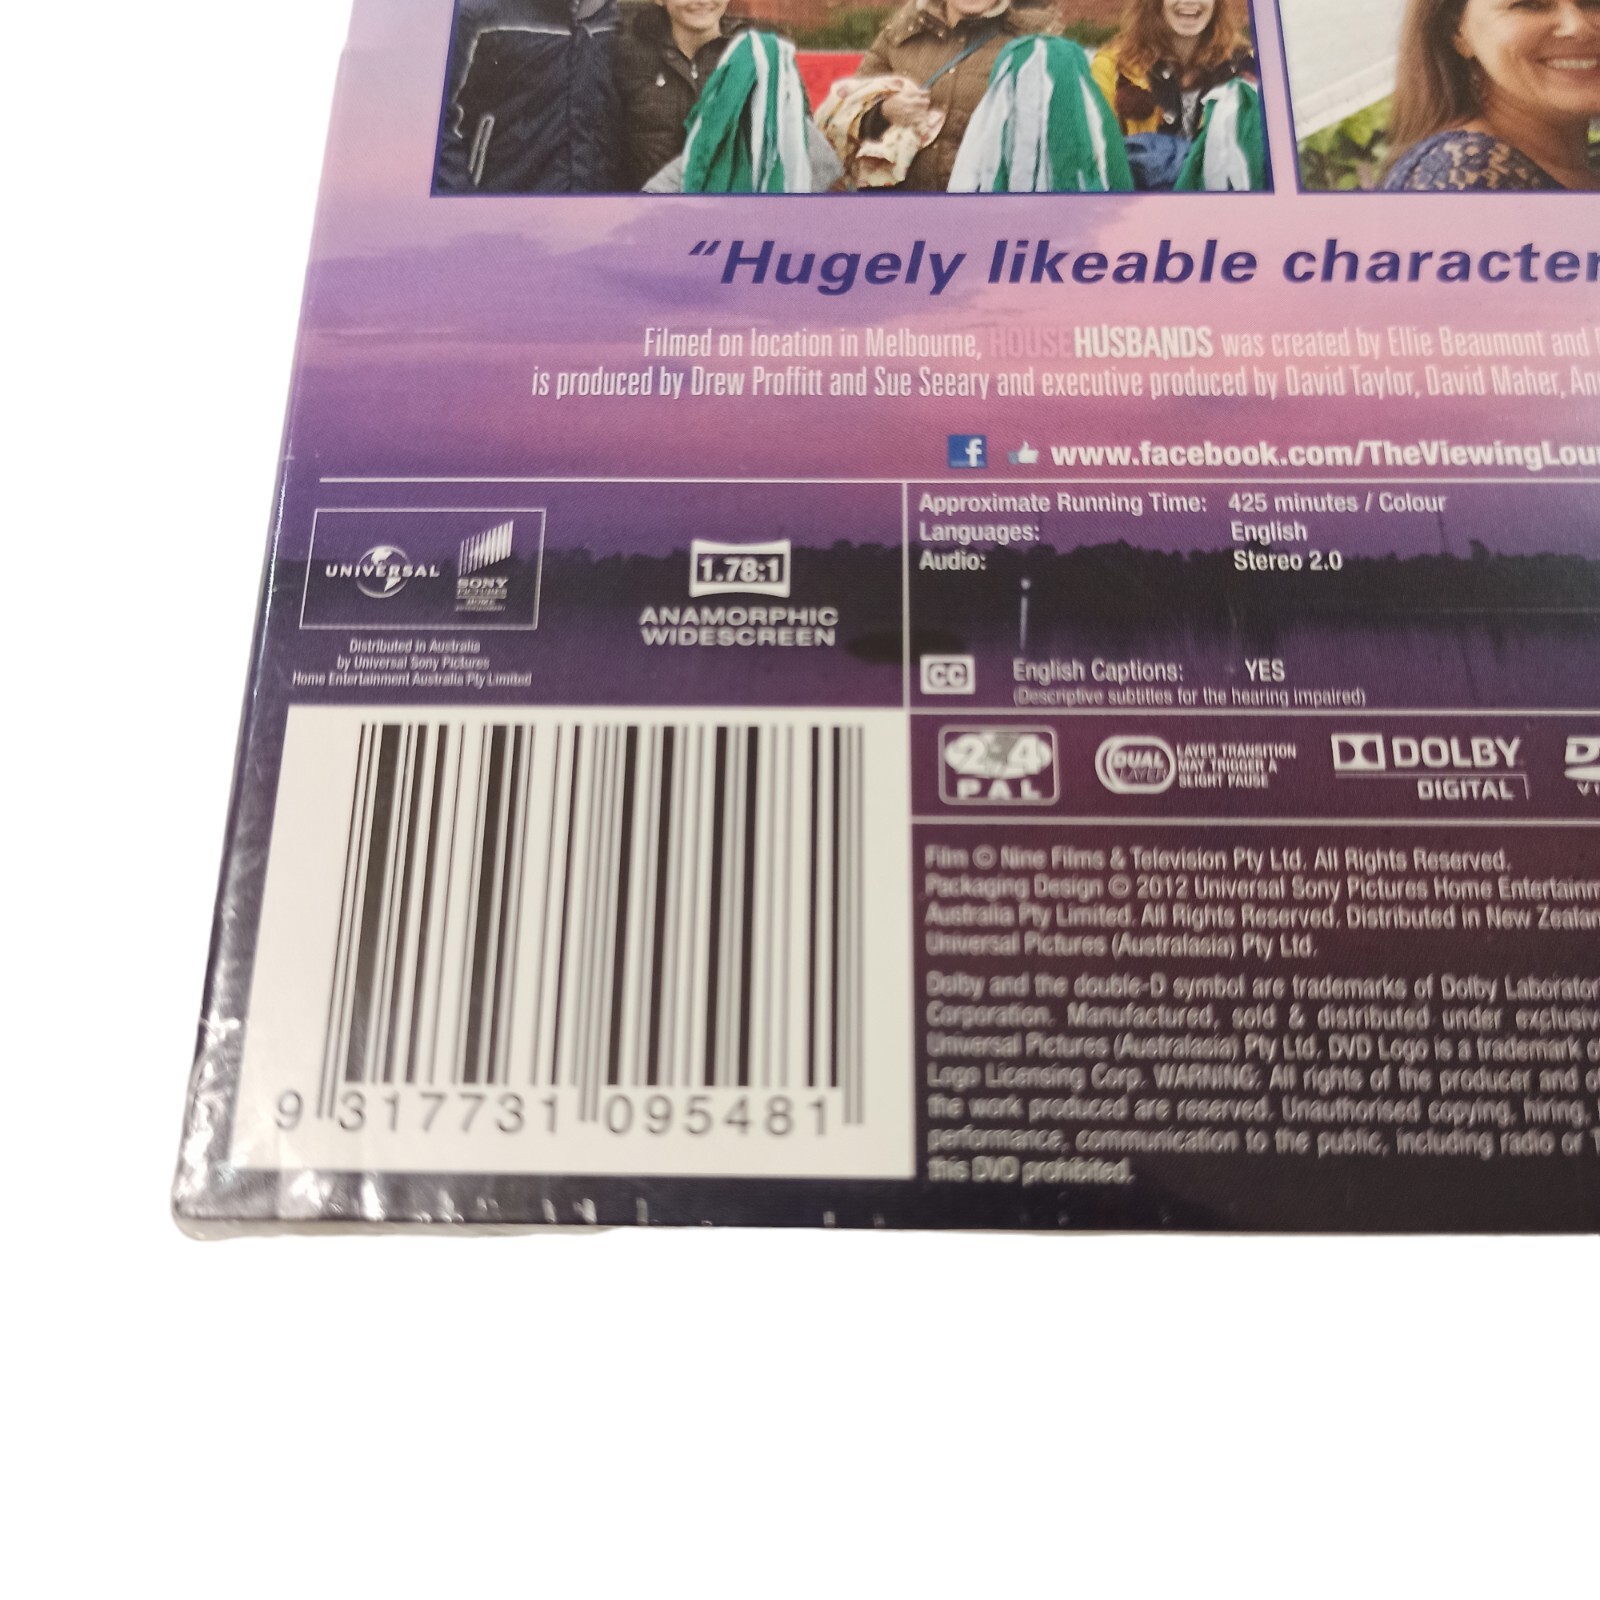 “Hugely likeable
Filmed on location in Melbourne, HOUSEHUSBANDS was created by Ellie Beaumont and
is produced by Drew Proffitt and Sue Seeary and executive produced by David Taylor, David Maher,
www.facebook.com/TheViewingLou
UNIVERSAL
SONY
PICTURES
HOME
ENTERTAINMENT
Distributed in Australia
by Universal Sony Pictures
Home Entertainment Australia Pty Limited
1.78:1
ANAMORPHIC
WIDESCREEN
Approximate Running Time: 425 minutes / Colour
Languages: English
Audio: Stereo 2.0
CC English Captions: YES
(Descriptive subtitles for the hearing impaired)
2 4
PAL
DUAL
LAYER
LAYER TRANSITION
MAY TRIGGER A
SLIGHT PAUSE
DOLBY
DIGITAL
Film © Nine Films & Television Pty Ltd. All Rights Reserved.
Packaging Design © 2012 Universal Sony Pictures Home
Australia Pty Limited. All Rights Reserved. Distributed in New
Universal Pictures (Australasia) Pty Ltd.
Dolby and the double-D symbol are trademarks of Dolby
Corporation. Manufactured, sold & distributed under
Universal Pictures (Australasia) Pty Ltd. DVD Logo is a trademark
Logo Licensing Corp. WARNING: All rights of the producer and
the work produced are reserved. Unauthorised copying, hiring,
performance, communication to the public, including radio or
this DVD prohibited.
9 317731 095481